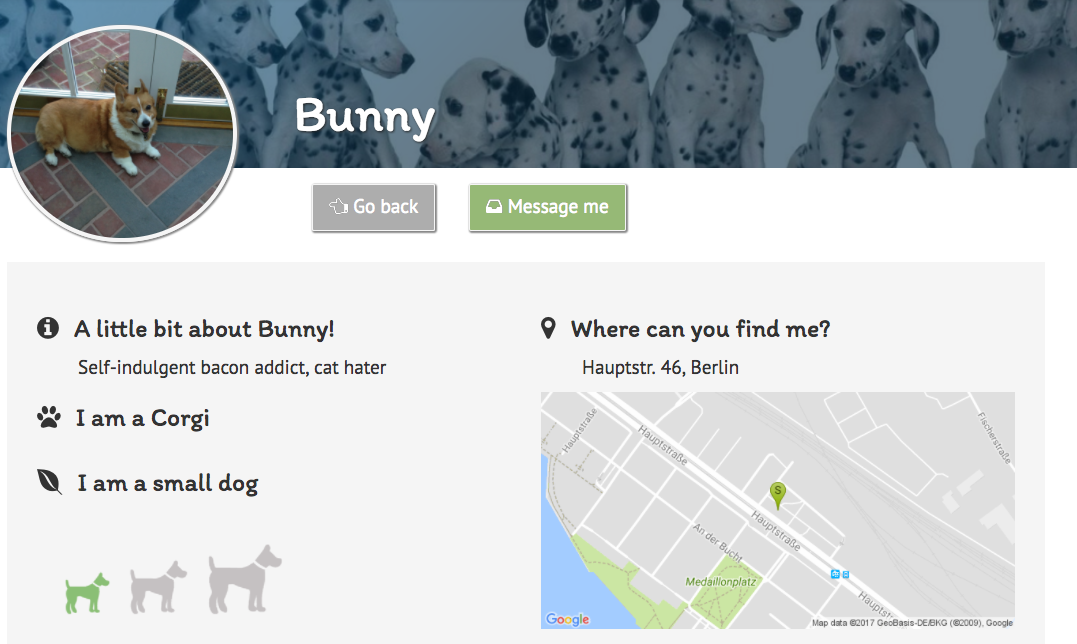 Bunny
Go back
Message me
A little bit about Bunny!
Self-indulgent bacon addict, cat hater
I am a Corgi
I am a small dog
Where can you find me?
Hauptstr. 46, Berlin
Hauptstraße
Hauptstraße
Fischerstraße
S
Hauptstraße
An der Bucht
Medaillonplatz
Hauptstr
Google
Map data ©2017 GeoBasis-DE/BKG (©2009), Google